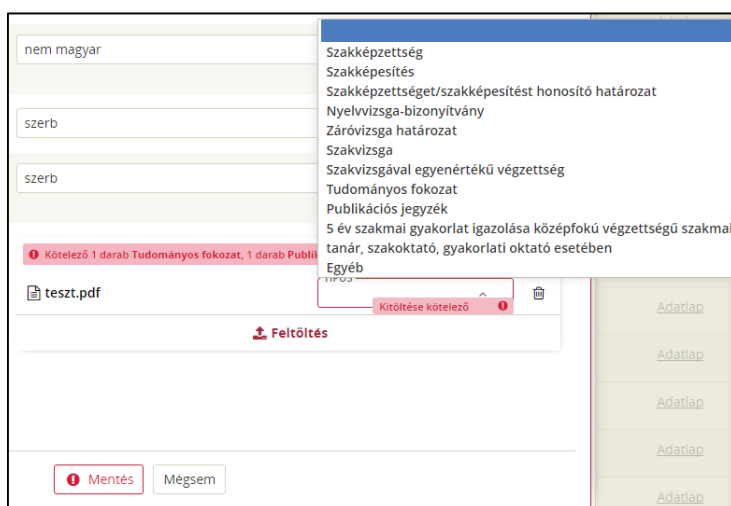 nem magyar
szerb
szerb
Szakképzettség
Szakképesítés
Szakképzettséget/szakképesítést honosító határozat
Nyelvvizsga-bizonyítvány
Záróvizsga határozat
Szakvizsga
Szakvizsgával egyenértékű végzettség
Tudományos fokozat
Publikációs jegyzék
5 év szakmai gyakorlat igazolása középfokú végzettségű szakmai
tanár, szakoktató, gyakorlati oktató esetében
Egyéb
Kötelező 1 darab Tudományos fokozat, 1 darab
teszt.pdf
Kitöltése kötelező
Feltöltés
Mentés
Mégsem
Adatlap
Adatlap
Adatlap
Adatlap
Adatlap